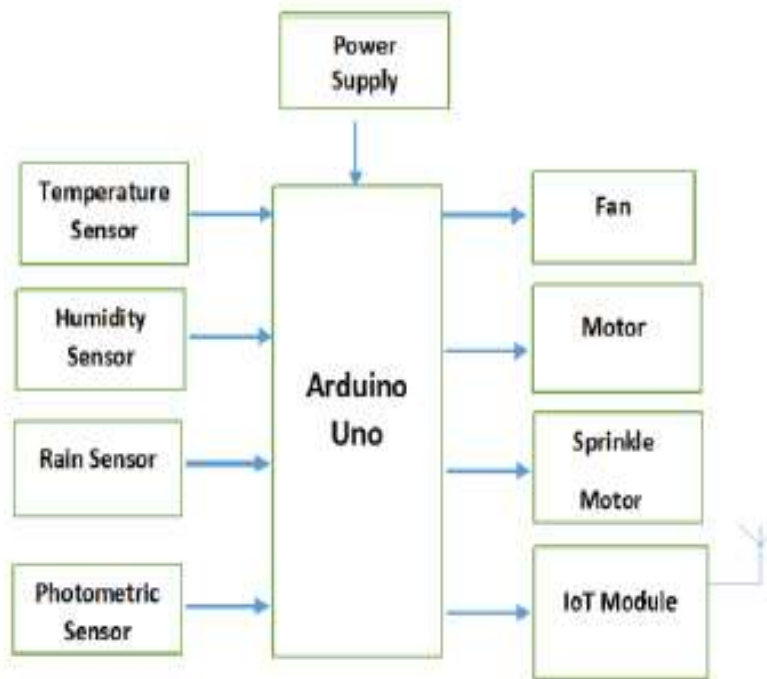 Power
Supply
Temperature
Sensor
Fan
Humidity
Sensor
Motor
Arduino
Uno
Rain Sensor
Sprinkle
Motor
Photometric
Sensor
IoT Module